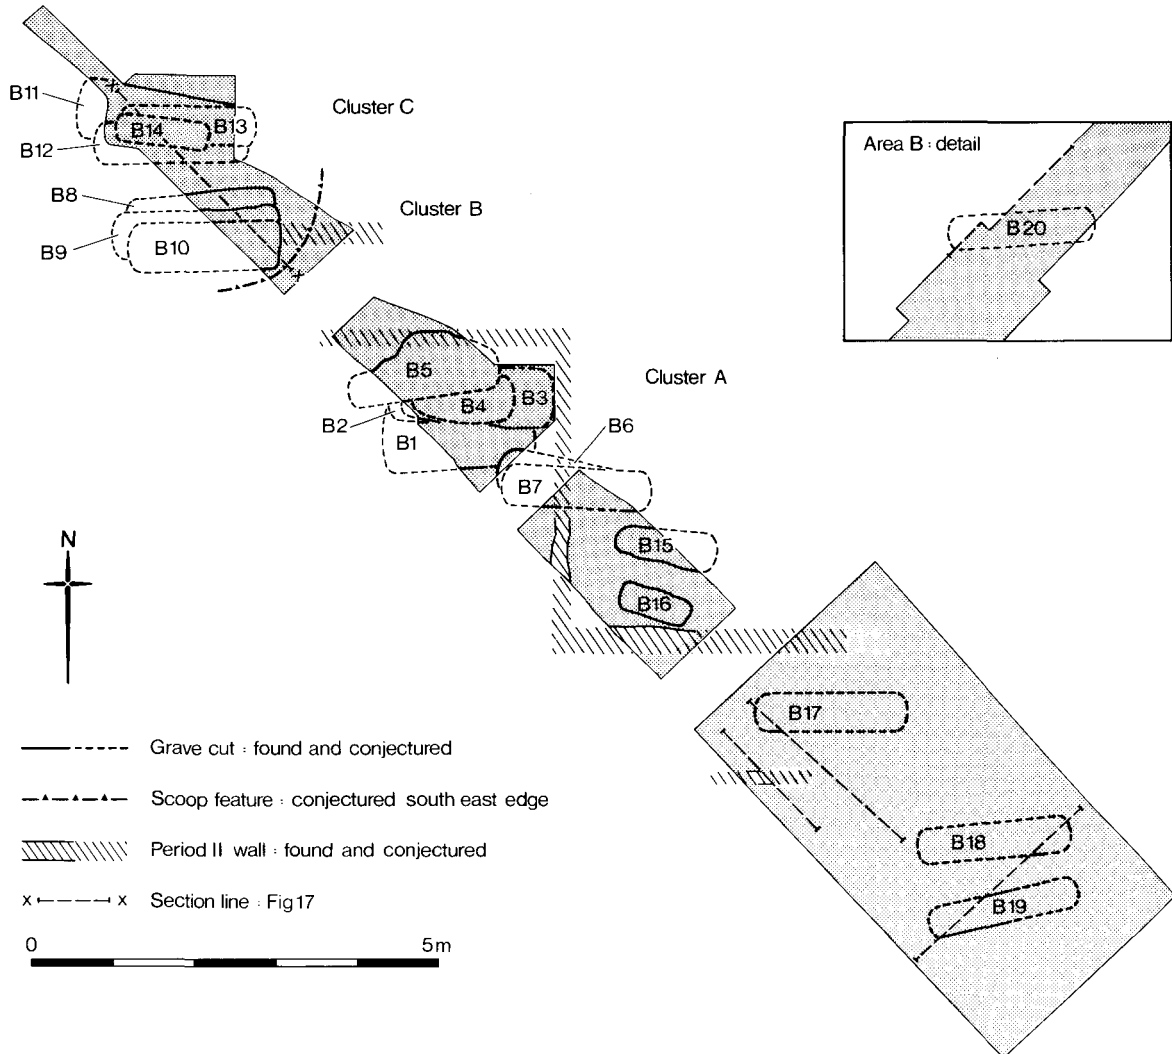 B11
Cluster C
B14
B13
B12
Area B : detail
B8
Cluster B
B20
B9
B10
B5
Cluster A
B3
B4
B2
B1
B6
B7
N
B15
B16
B17
Grave cut : found and conjectured
Scoop feature : conjectured south east edge
B18
Period II wall : found and conjectured
x x Section line : Fig 17
B19
0 5m